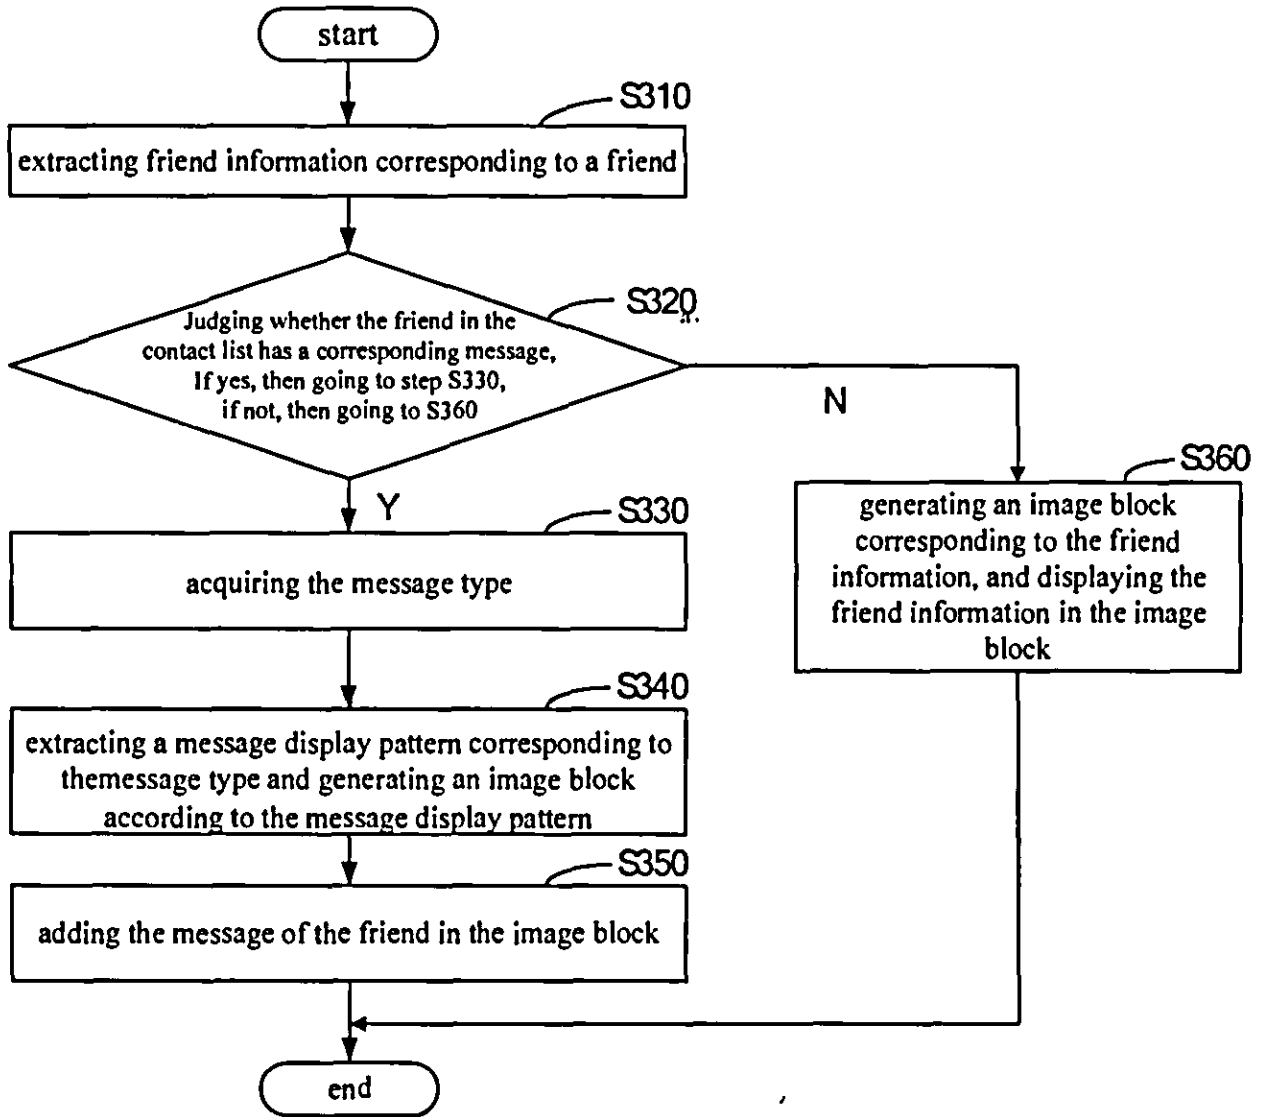 start
S310
extracting friend information corresponding to a friend
S320
Judging whether the friend in the
contact list has a corresponding message,
If yes, then going to step S330,
if not, then going to S360
N
Y
S330
acquiring the message type
S360
generating an image block
corresponding to the friend
information, and displaying the
friend information in the image
block
S340
extracting a message display pattern corresponding to
themessage type and generating an image block
according to the message display pattern
S350
adding the message of the friend in the image block
end